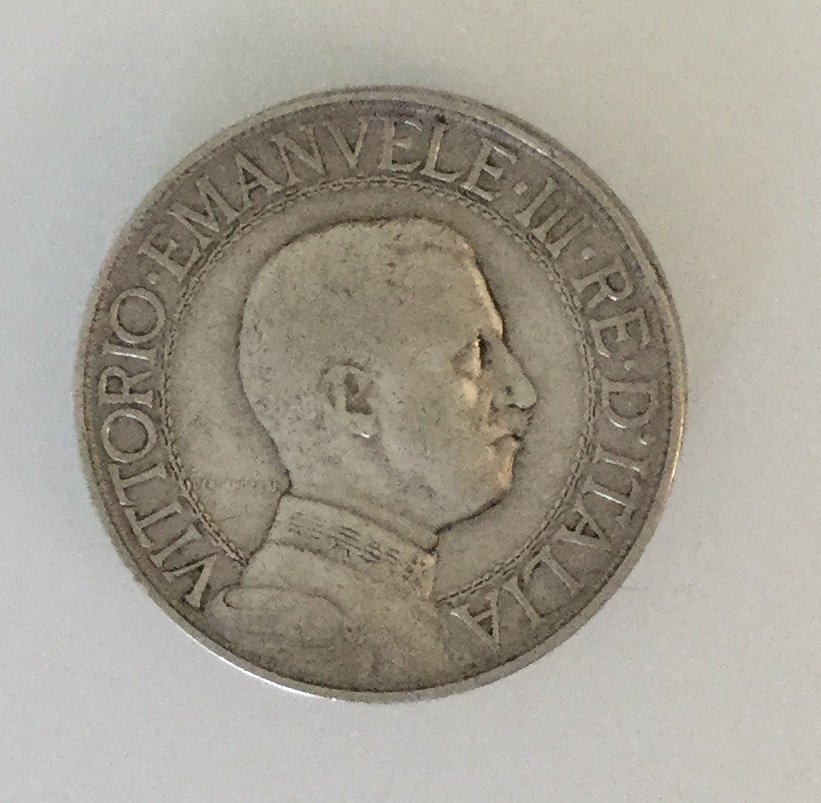 VITTORIO · EMANVELE · III · RE · D'ITALIA